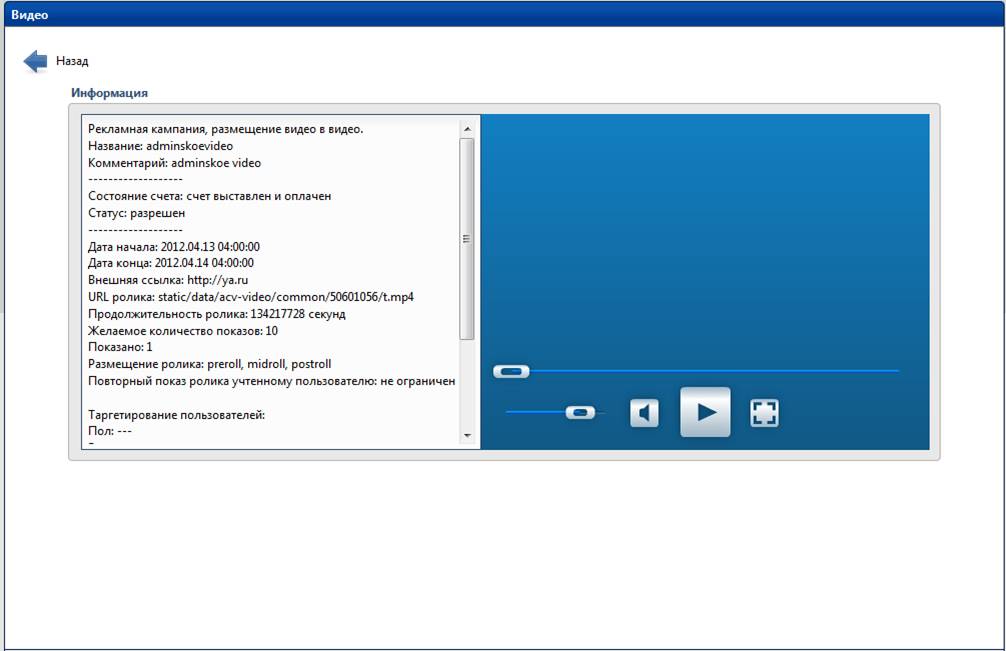 Видео
Назад
Информация
Рекламная кампания, размещение видео в видео.
Название: adminskoevideo
Комментарий: adminskoe video
-------------------
Состояние счета: счет выставлен и оплачен
Статус: разрешен
-------------------
Дата начала: 2012.04.13 04:00:00
Дата конца: 2012.04.14 04:00:00
Внешняя ссылка: http://ya.ru
URL ролика: static/data/acv-video/common/50601056/t.mp4
Продолжительность ролика: 134217728 секунд
Желаемое количество показов: 10
Показано: 1
Размещение ролика: preroll, midroll, postroll
Повторный показ ролика учтенному пользователю: не ограничен
Таргетирование пользователей:
Пол: ---